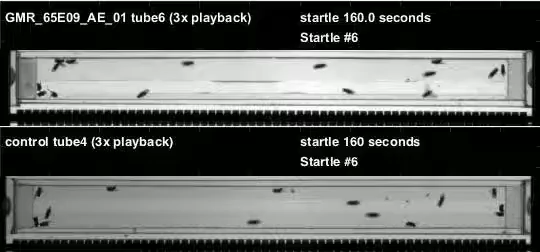 GMR_65E09_AE_01 tube6 (3x playback)
startle 160.0 seconds
Startle #6
control tube4 (3x playback)
startle 160 seconds
Startle #6